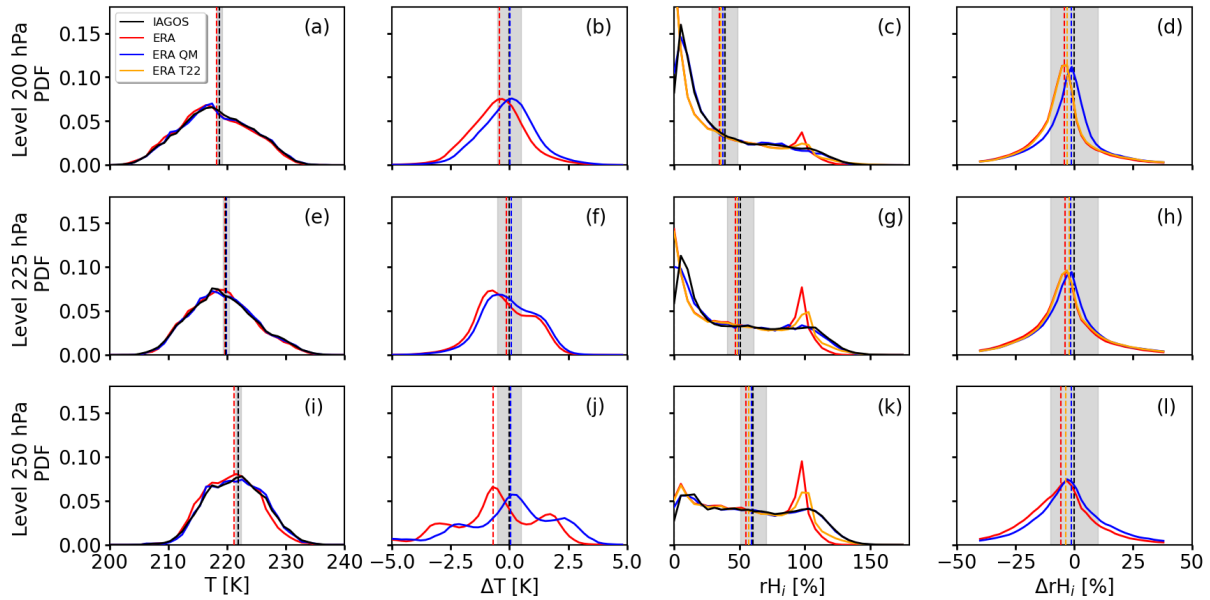 Level 200 hPa
PDF
0.15
0.10
0.05
0.00
IAGOS
ERA
ERA QM
ERA T22
(a)
(b)
(c)
(d)
Level 225 hPa
PDF
0.15
0.10
0.05
0.00
(e)
(f)
(g)
(h)
Level 250 hPa
PDF
0.15
0.10
0.05
0.00
(i)
(j)
(k)
(l)
200 210 220 230 240
−5.0 −2.5 0.0 2.5 5.0
0 50 100 150
−50 −25 0 25 50
T [K]
ΔT [K]
rHi [%]
ΔrHi [%]